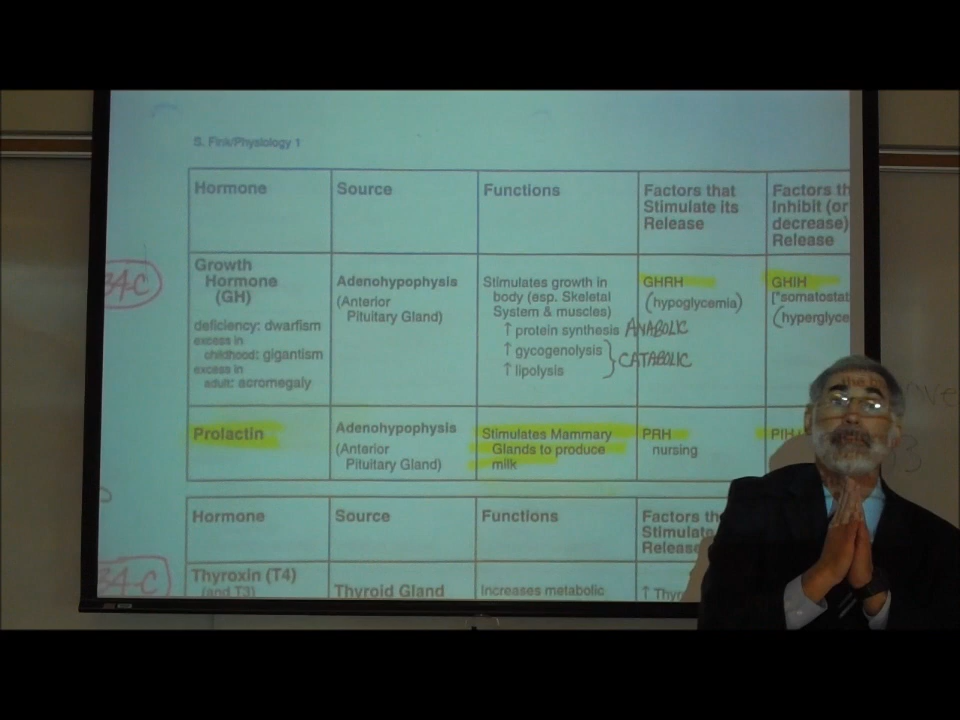 S. Fink/Physiology 1
Hormone
Source
Functions
Factors that
Stimulate its
Release
Factors th
Inhibit (or
decrease)
Release
34-C
Growth
Hormone
(GH)
deficiency: dwarfism
excess in
childhood: gigantism
excess in
adult: acromegaly
Adenohypophysis
(Anterior
Pituitary Gland)
Stimulates growth in
body (esp. Skeletal
System & muscles)
↑ protein synthesis ANABOLIC
↑ gycogenolysis
↑ lipolysis
CATABOLIC
GHRH
(hypoglycemia)
GHIH
["somatostat
(hyperglyce
Prolactin
Adenohypophysis
(Anterior
Pituitary Gland)
Stimulates Mammary
Glands to produce
milk
PRH
nursing
PIH
Hormone
Source
Functions
Factors th
Stimulate
Release
34-C
Thyroxin (T4)
(and T3)
Thyroid Gland
Increases metabolic
↑ Thyr